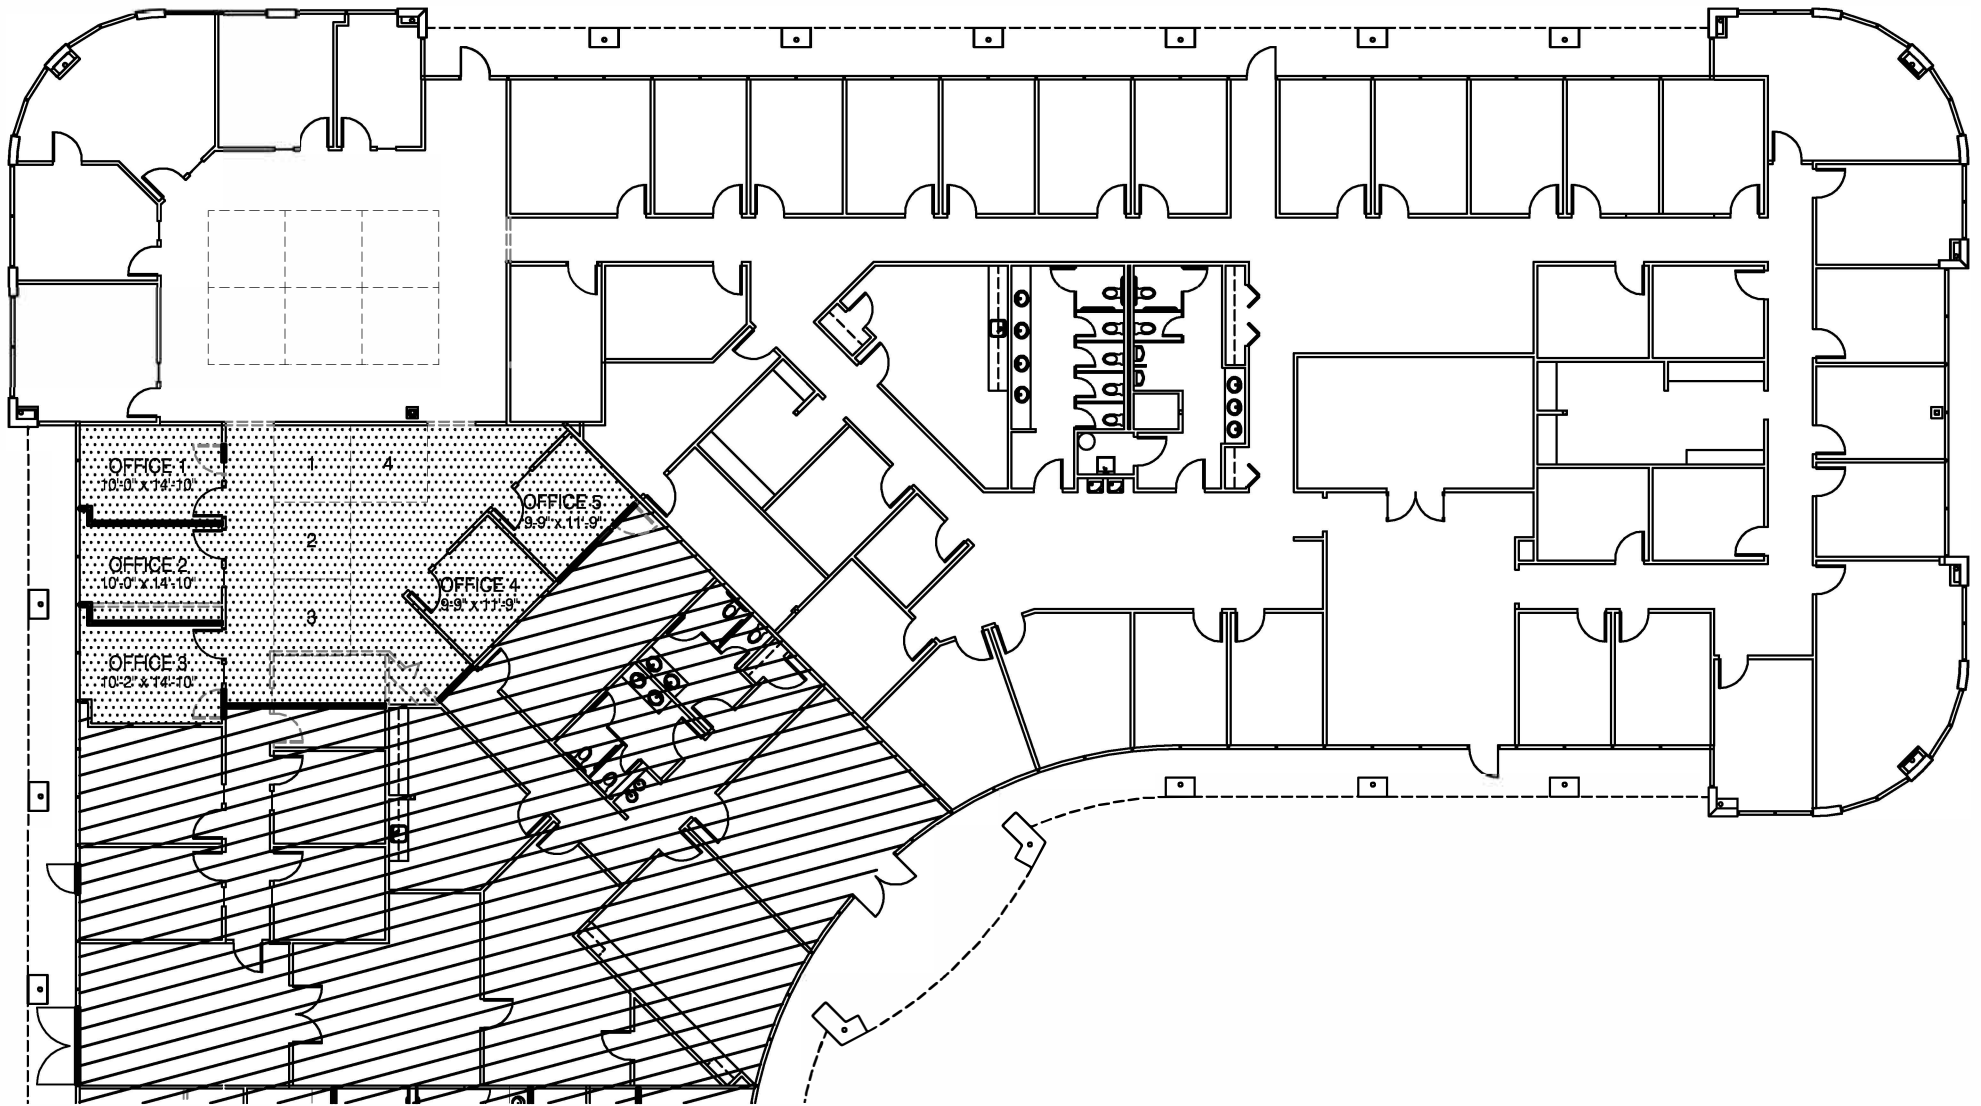 OFFICE 1
10'-0" x 14'-10"
1
4
OFFICE 5
9'-9" x 11'-9"
2
OFFICE 2
10'-0" x 14'-10"
OFFICE 4
9'-9" x 11'-9"
3
OFFICE 3
10'-2" x 14'-10"